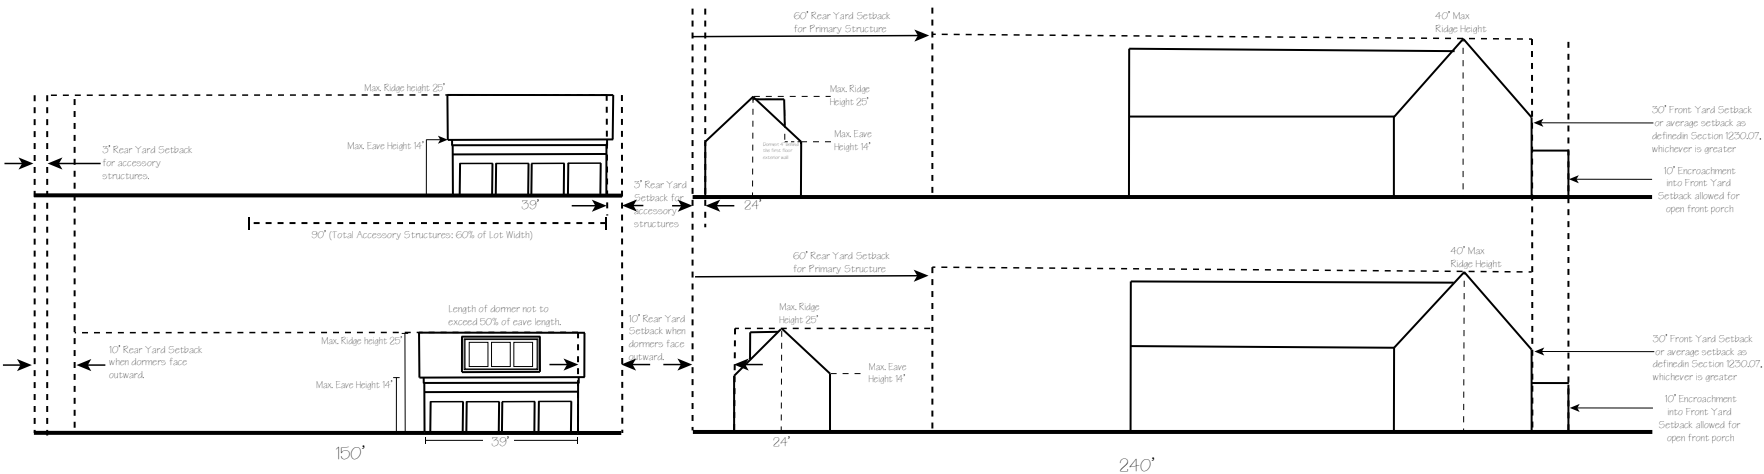 60' Rear Yard Setback
for Primary Structure
40' Max
Ridge Height
Max. Ridge height 25'
Max. Ridge
Height 25'
30' Front Yard Setback
or average setback as
definedin Section 1230.07,
whichever is greater
Max. Eave Height 14'
Max. Eave
Height 14'
3' Rear Yard Setback
for accessory
structures.
10' Encroachment
into Front Yard
Setback allowed for
open front porch
3' Rear Yard
Setback for
accessory
structures
39'
24'
90' (Total Accessory Structures: 60% of Lot Width)
60' Rear Yard Setback
for Primary Structure
40' Max
Ridge Height
Length of dormer not to
exceed 50% of eave length.
Max. Ridge
Height 25'
10' Rear Yard
Setback when
dormers face
outward.
Max. Ridge height 25'
10' Rear Yard Setback
when dormers face
outward.
30' Front Yard Setback
or average setback as
definedin Section 1230.07,
whichever is greater
Max. Eave Height 14'
Max. Eave
Height 14'
10' Encroachment
into Front Yard
Setback allowed for
open front porch
39'
24'
150'
240'